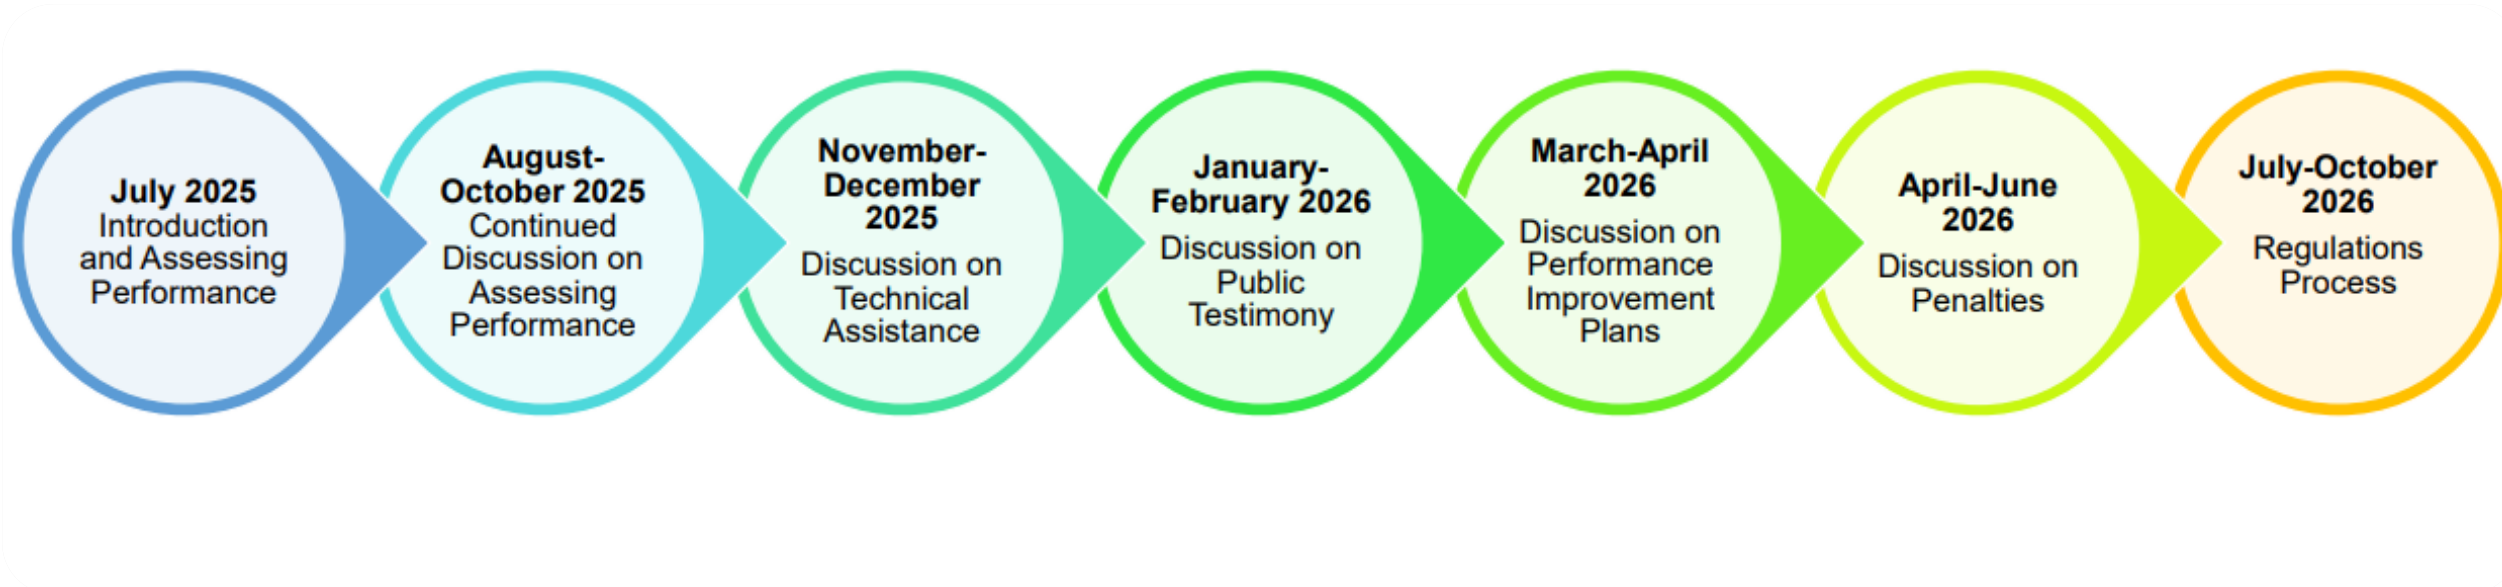 July 2025
Introduction
and Assessing
Performance
August-
October 2025
Continued
Discussion on
Assessing
Performance
November-
December
2025
Discussion on
Technical
Assistance
January-
February 2026
Discussion on
Public
Testimony
March-April
2026
Discussion on
Performance
Improvement
Plans
April-June
2026
Discussion on
Penalties
July-October
2026
Regulations
Process